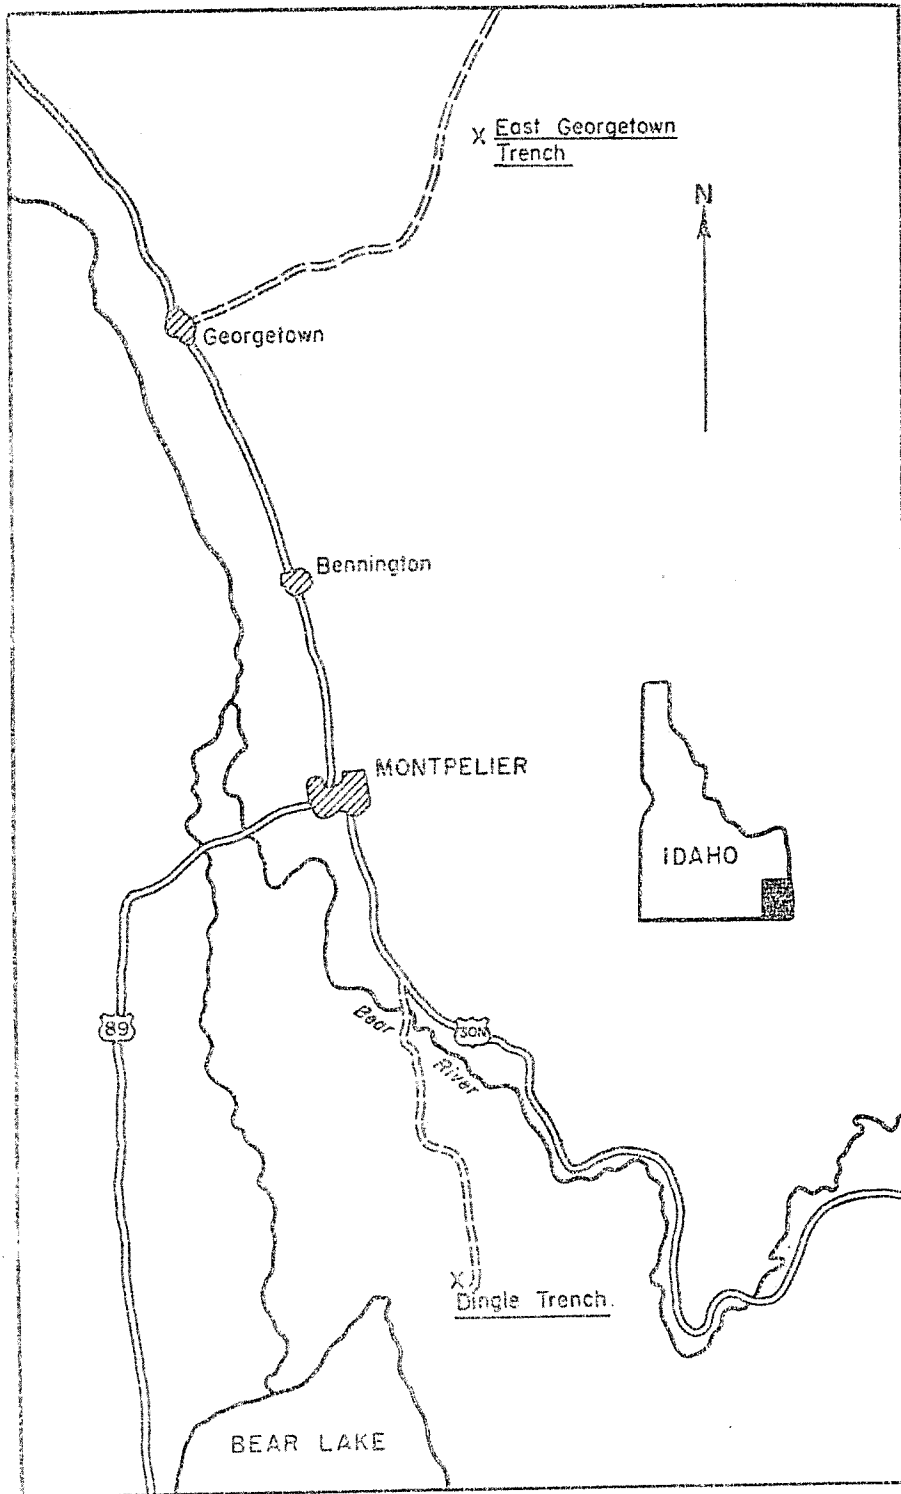 East Georgetown
Trench
N
Georgetown
Bennington
MONTPELIER
IDAHO
Bear
River
89
30N
Dingle Trench.
BEAR LAKE